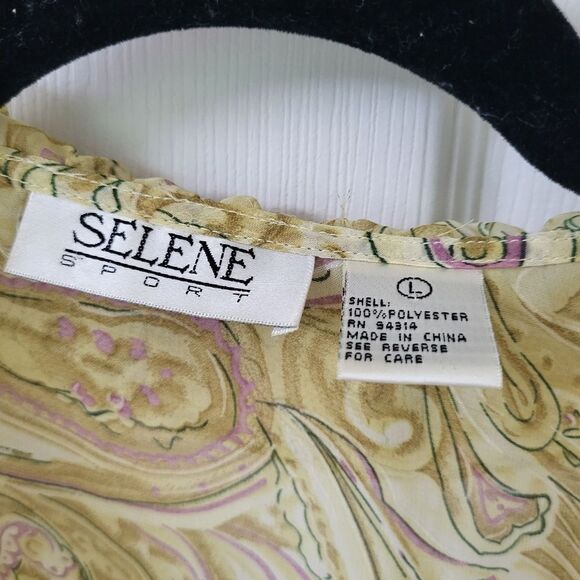 SELENE
SPORT
L
SHELL:
100%POLYESTER
RN 94314
MADE IN CHINA
SEE REVERSE
FOR CARE